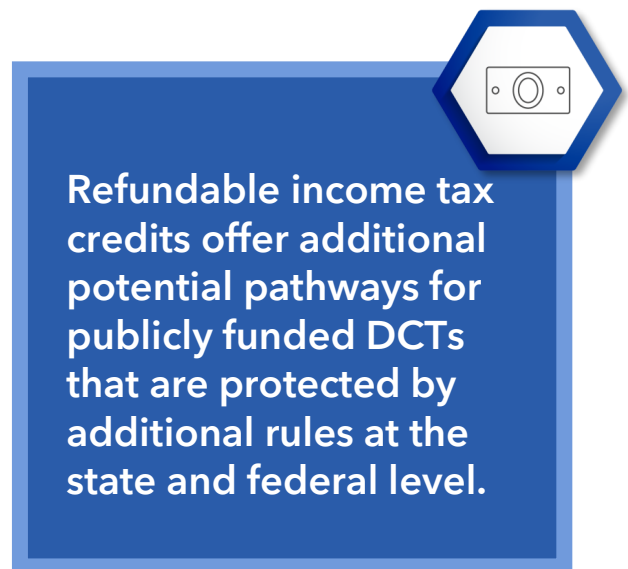 Refundable income tax
credits offer additional
potential pathways for
publicly funded DCTs
that are protected by
additional rules at the
state and federal level.